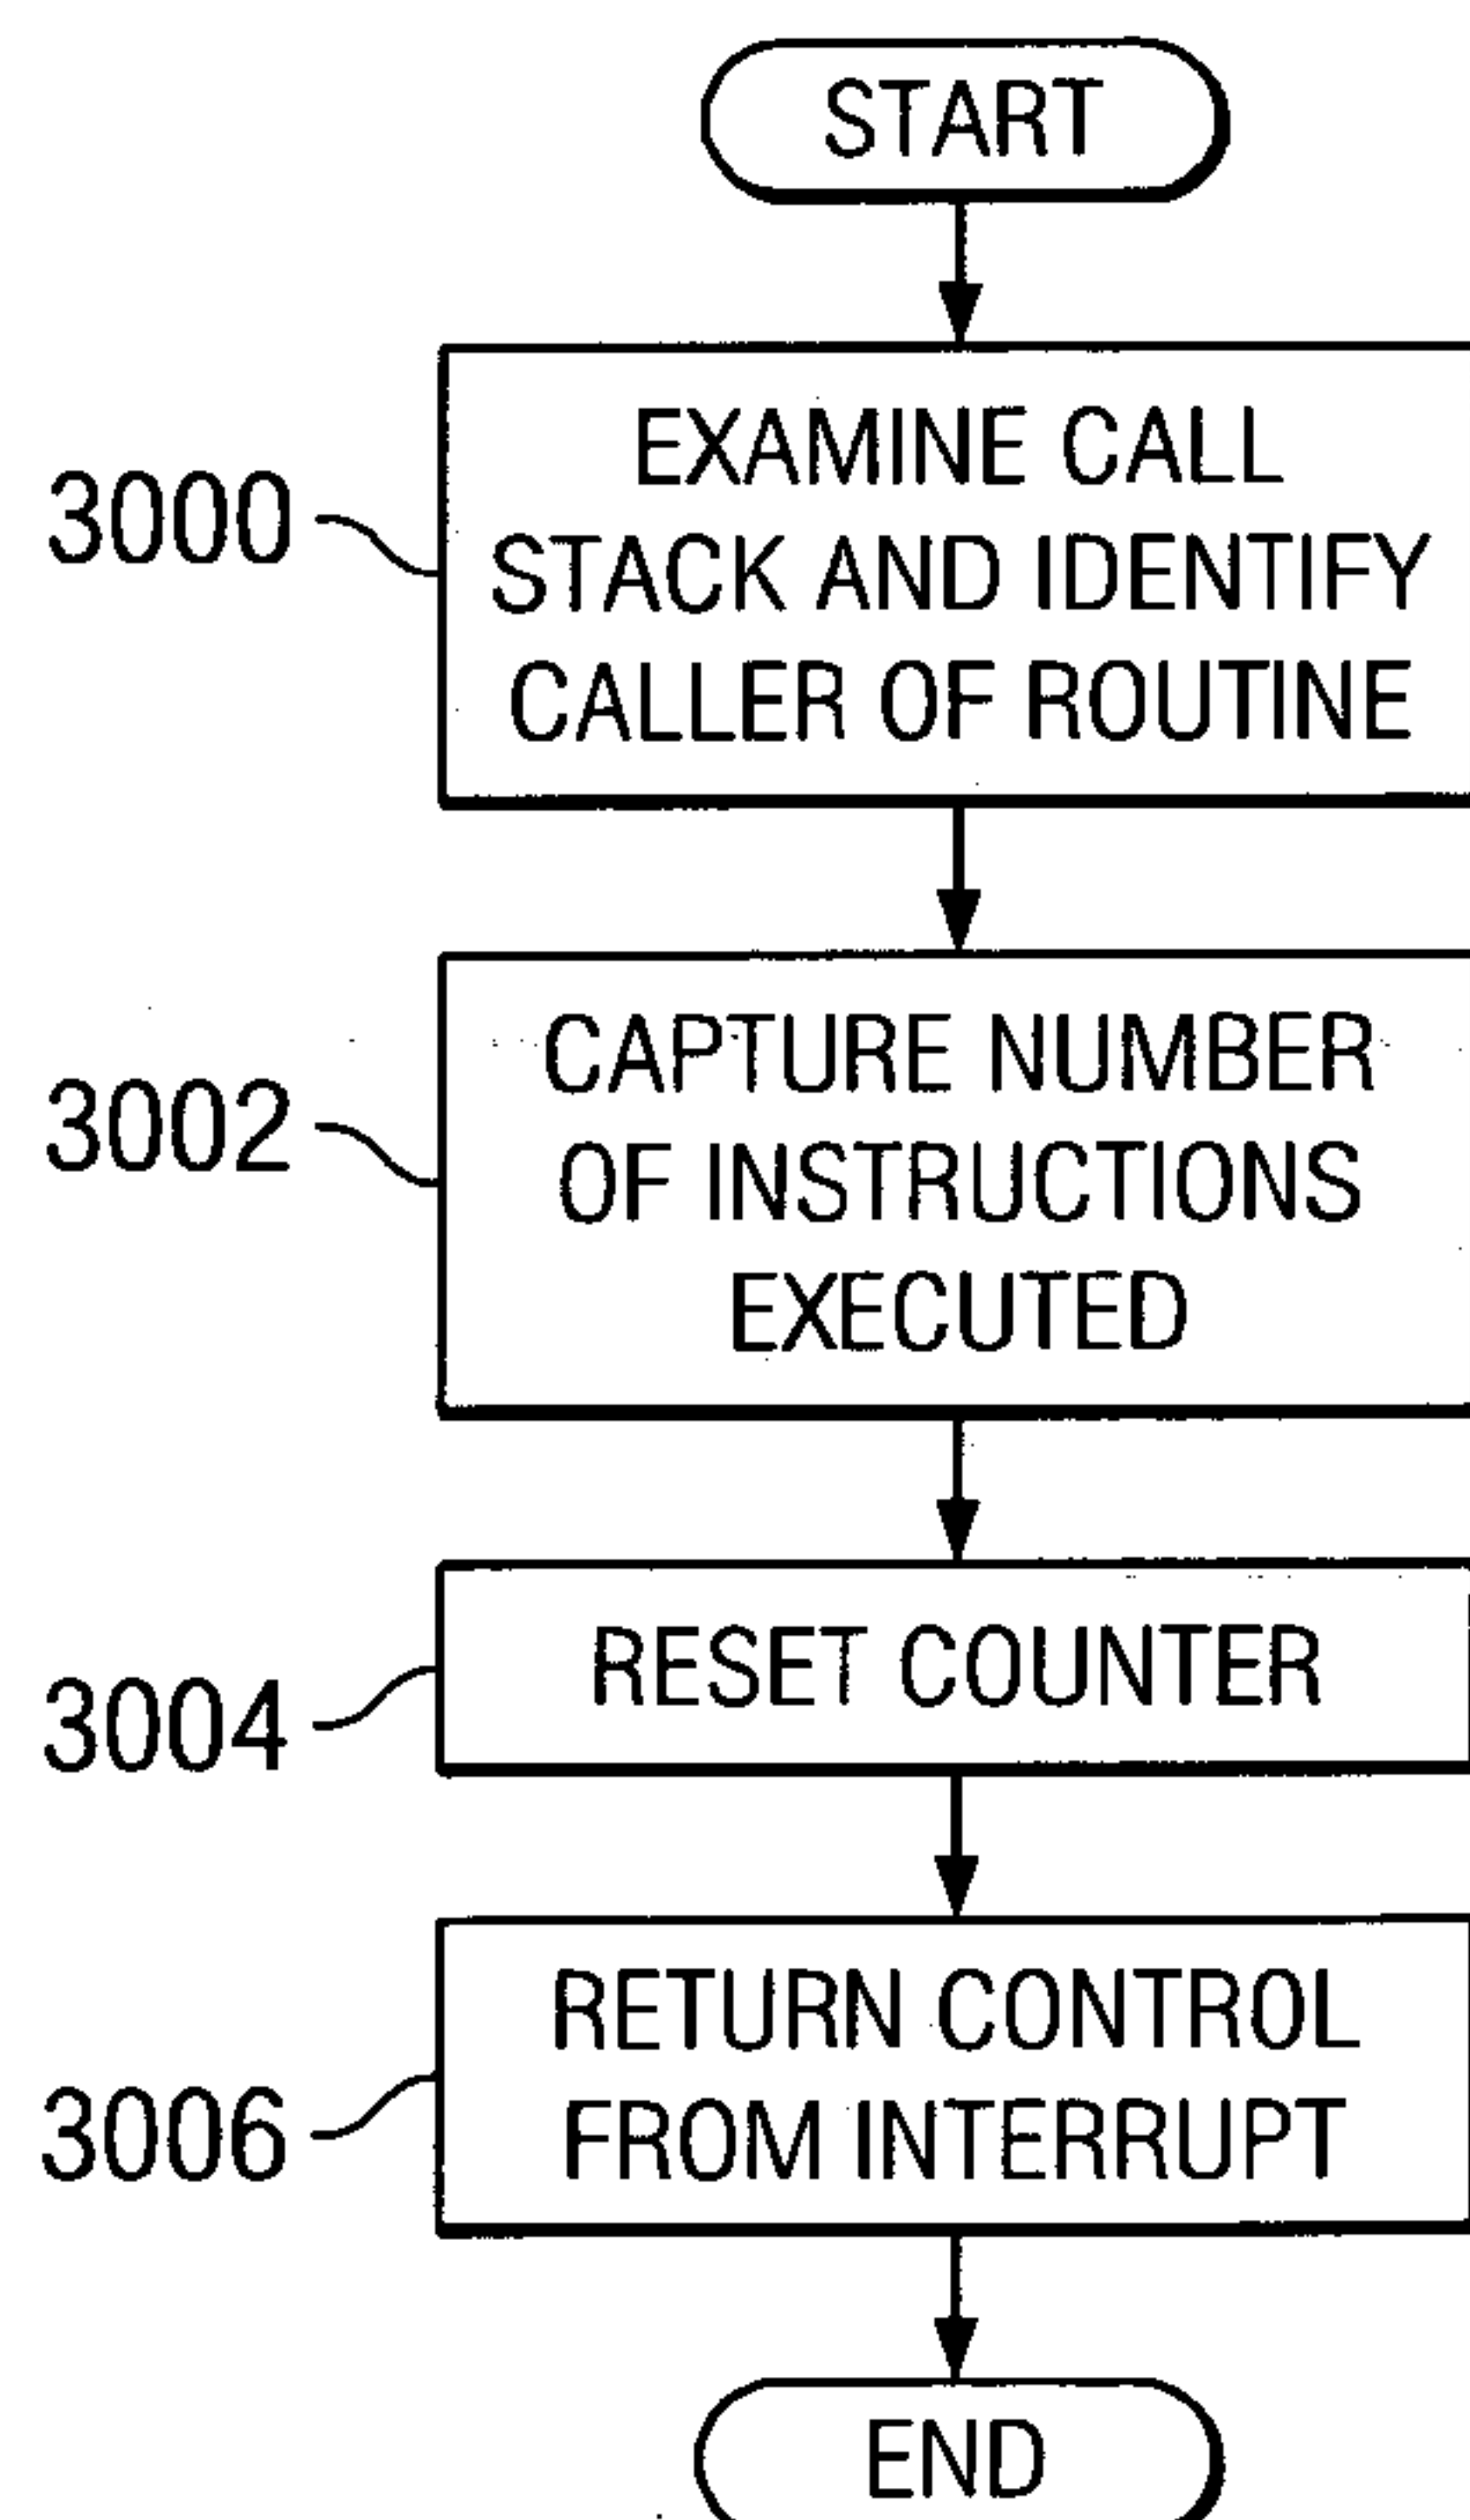 START
3000
EXAMINE CALL
STACK AND IDENTIFY
CALLER OF ROUTINE
3002
CAPTURE NUMBER
OF INSTRUCTIONS
EXECUTED
3004
RESET COUNTER
3006
RETURN CONTROL
FROM INTERRUPT
END